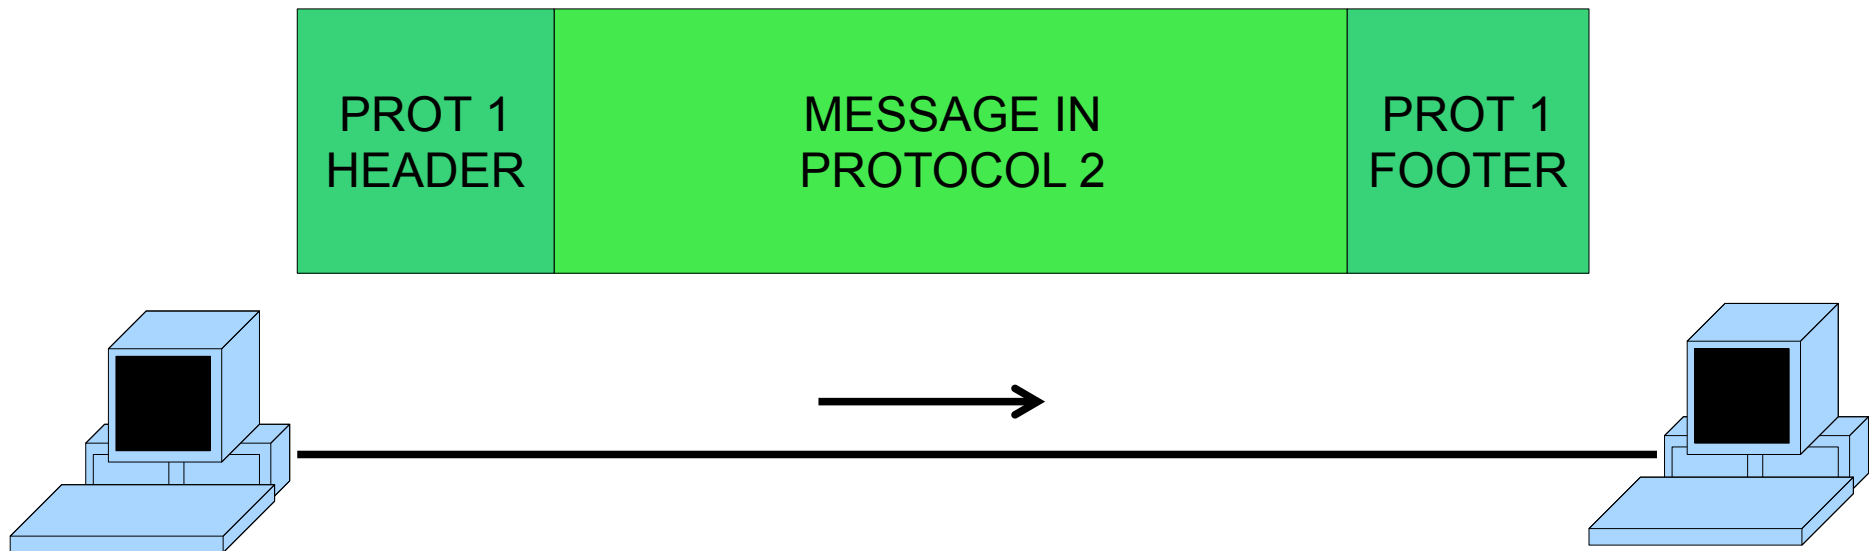 PROT 1
HEADER
MESSAGE IN
PROTOCOL 2
PROT 1
FOOTER